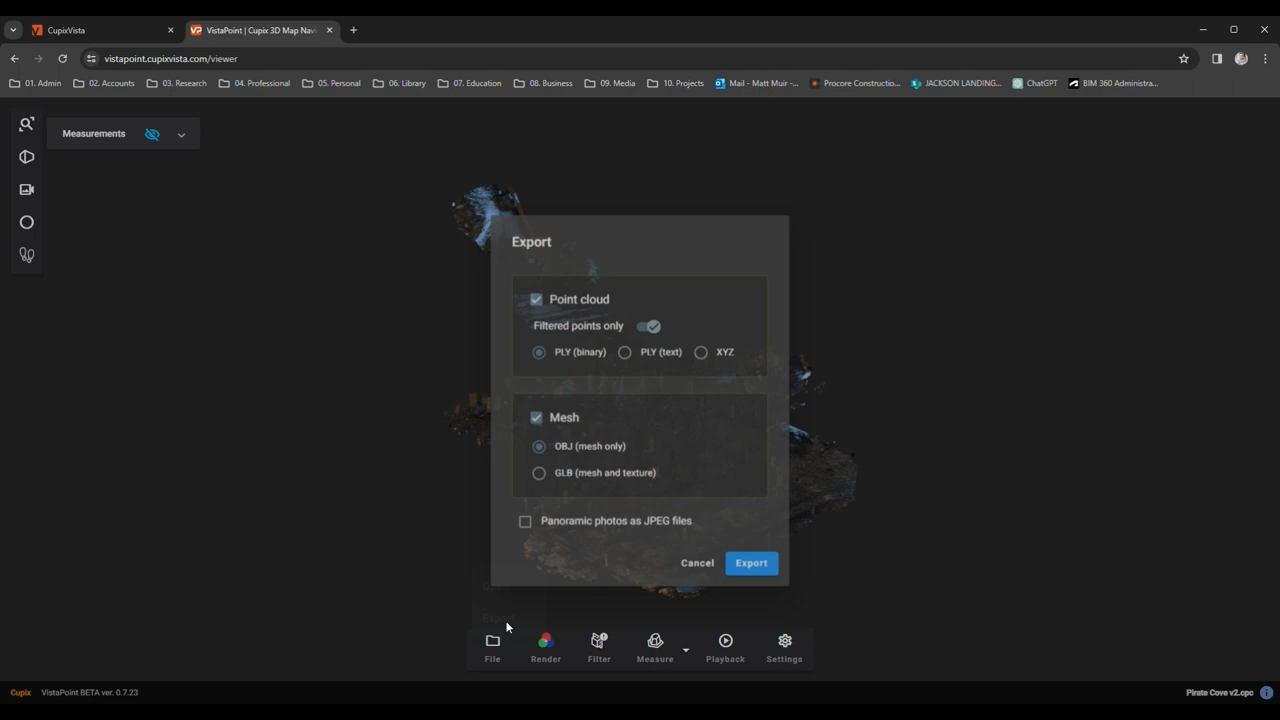 CupixVista
VistaPoint | Cupix 3D Map Navi
vistapoint.cupixvista.com/viewer
01. Admin 02. Accounts 03. Research 04. Professional 05. Personal 06. Library 07. Education 08. Business 09. Media 10. Projects Mail - Matt Muir -... Procore Constructio... JACKSON LANDING... ChatGPT BIM 360 Administra...
Measurements
Export
Point cloud
Filtered points only
PLY (binary) PLY (text) XYZ
Mesh
OBJ (mesh only)
GLB (mesh and texture)
Panoramic photos as JPEG files
Cancel Export
Export
File Render Filter Measure Playback Settings
Cupix VistaPoint BETA ver. 0.7.23 Pirate Cove v2.cpc